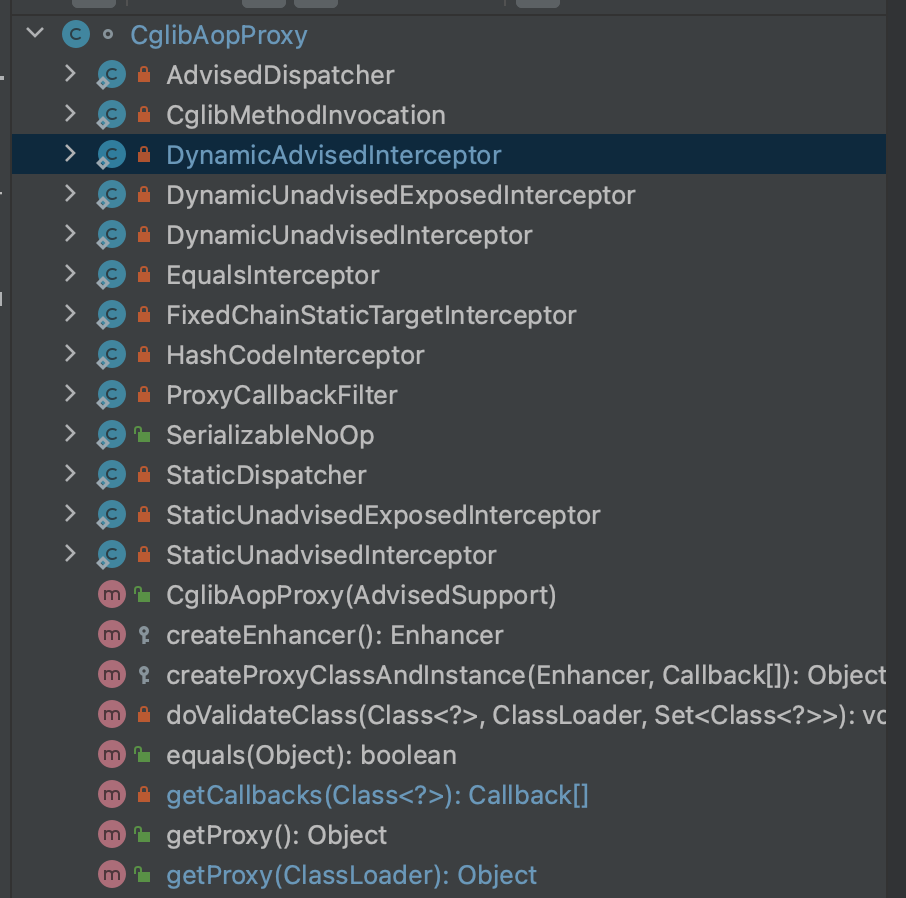 CglibAopProxy
AdvisedDispatcher
CglibMethodInvocation
DynamicAdvisedInterceptor
DynamicUnadvisedExposedInterceptor
DynamicUnadvisedInterceptor
EqualsInterceptor
FixedChainStaticTargetInterceptor
HashCodeInterceptor
ProxyCallbackFilter
SerializableNoOp
StaticDispatcher
StaticUnadvisedExposedInterceptor
StaticUnadvisedInterceptor
CglibAopProxy(AdvisedSupport)
createEnhancer(): Enhancer
createProxyClassAndInstance(Enhancer, Callback[]): Object
doValidateClass(Class<?>, ClassLoader, Set<Class<?>>):
equals(Object): boolean
getCallbacks(Class<?>): Callback[]
getProxy(): Object
getProxy(ClassLoader): Object